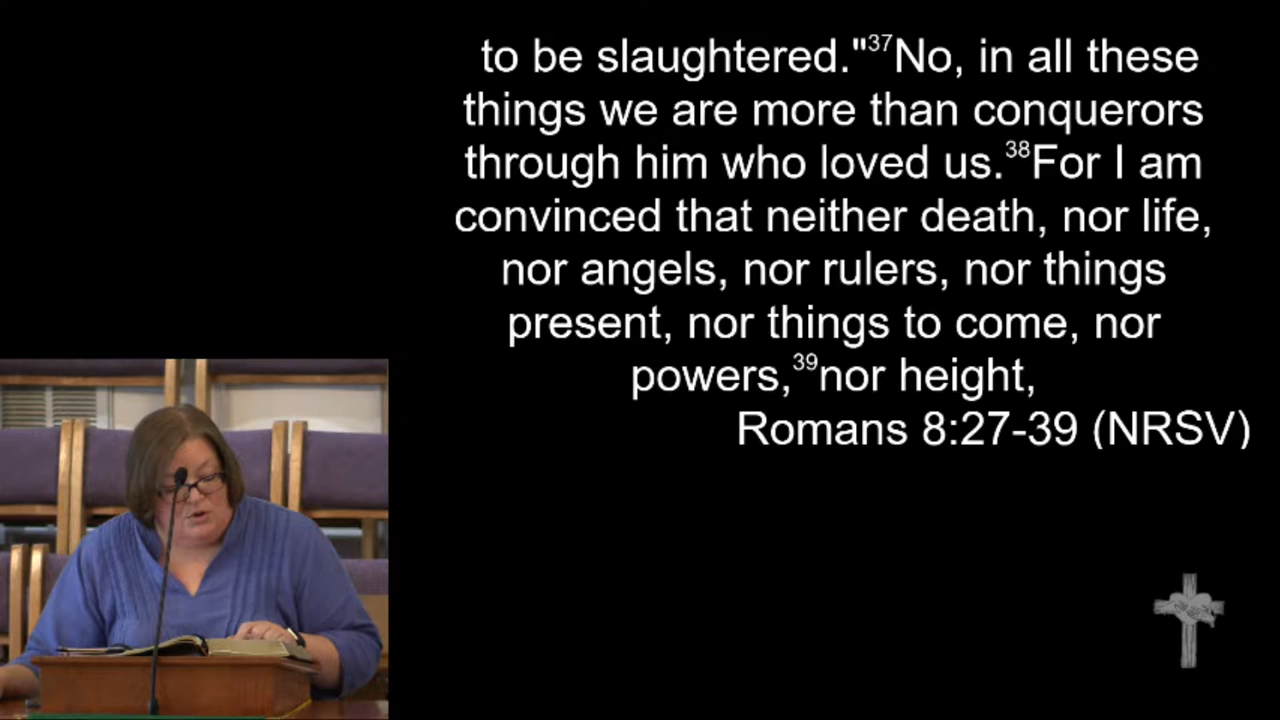 to be slaughtered."37No, in all these
things we are more than conquerors
through him who loved us.38For I am
convinced that neither death, nor life,
nor angels, nor rulers, nor things
present, nor things to come, nor
powers,39nor height,
Romans 8:27-39 (NRSV)